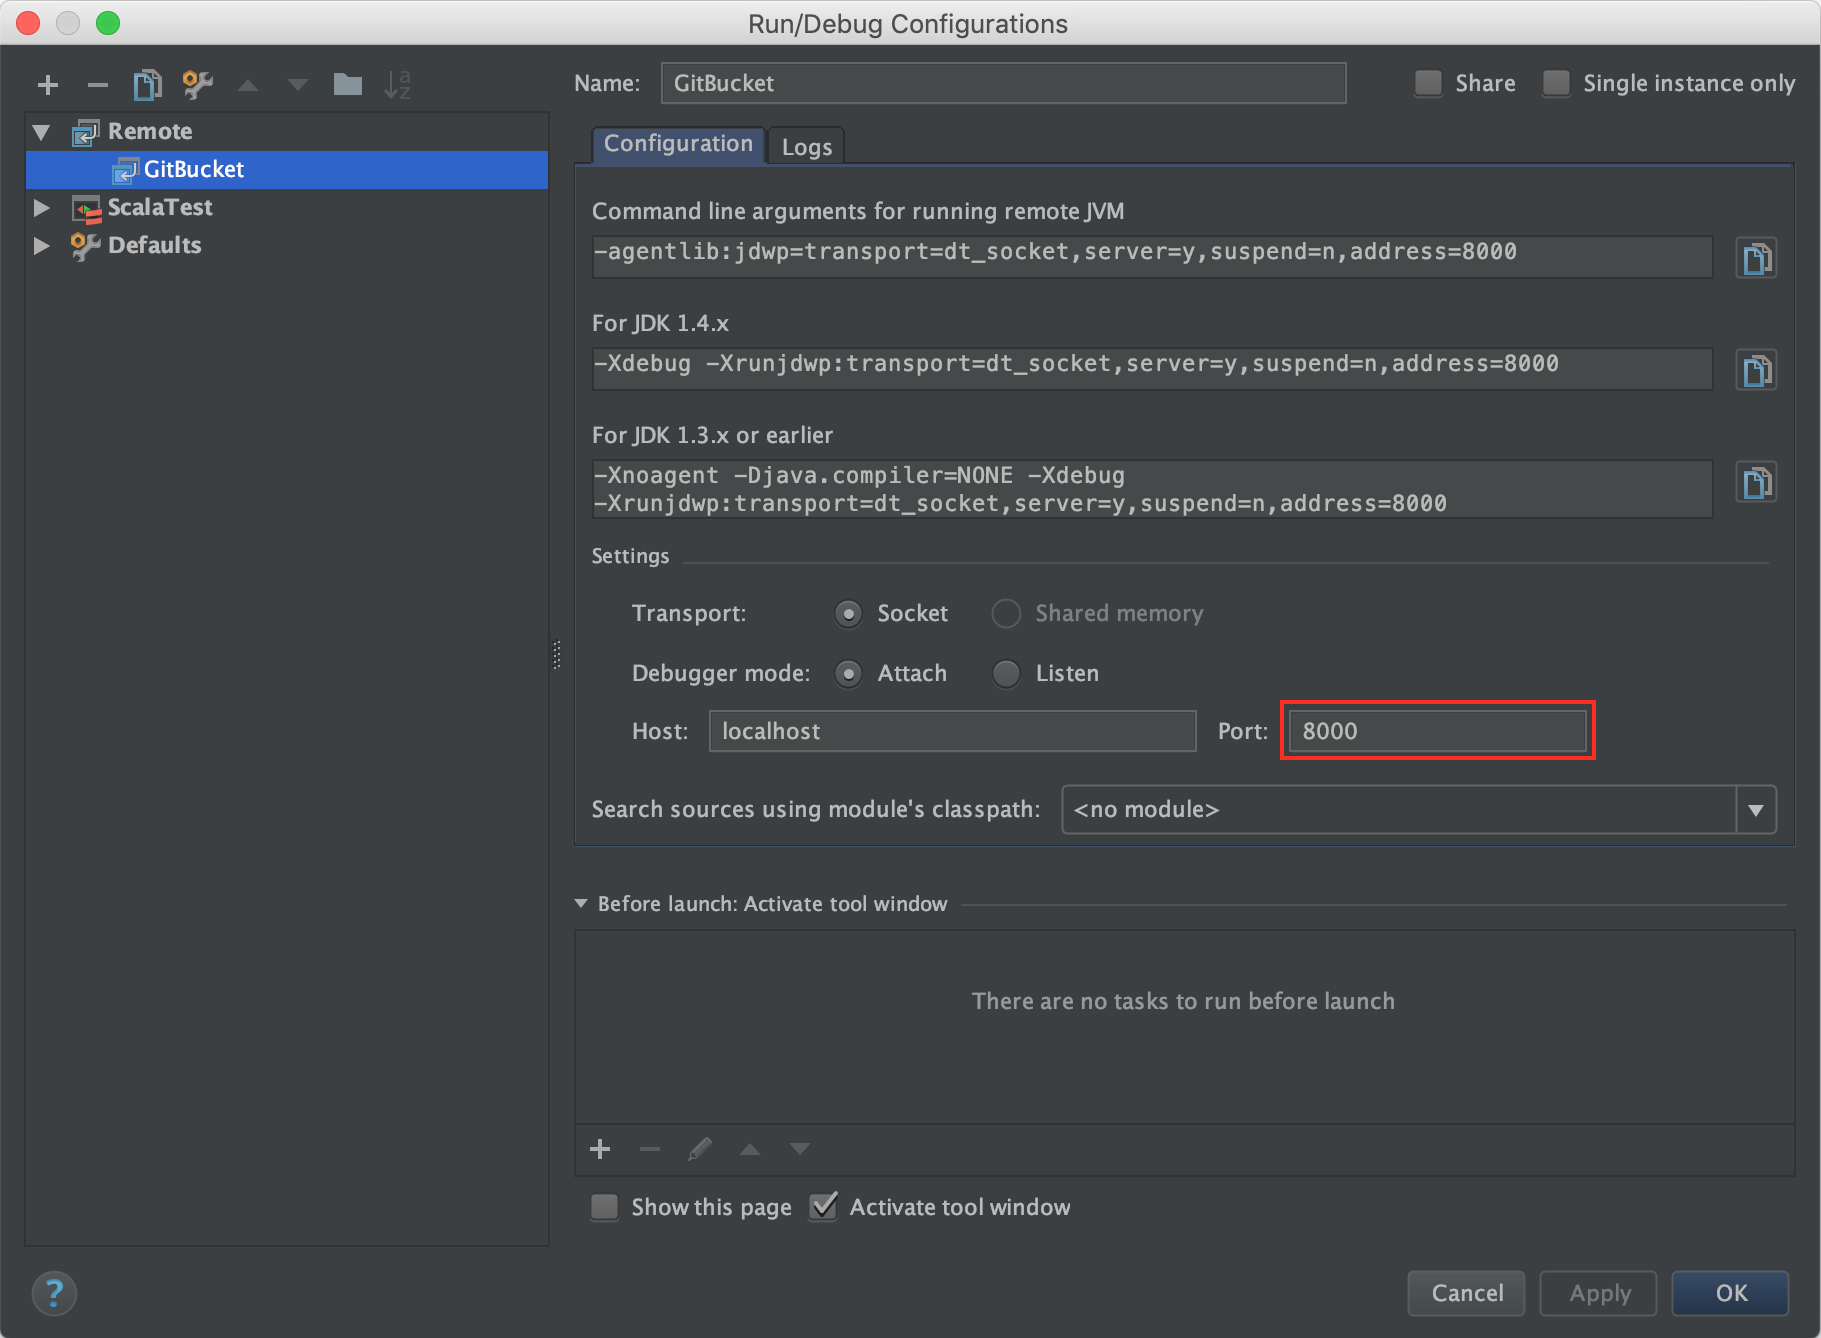 Run/Debug Configurations
Name: GitBucket Share Single instance only
Remote
GitBucket
ScalaTest
Defaults
Configuration Logs
Command line arguments for running remote JVM
-agentlib:jdwp=transport=dt_socket,server=y,suspend=n,address=8000
For JDK 1.4.x
-Xdebug -Xrunjdwp:transport=dt_socket,server=y,suspend=n,address=8000
For JDK 1.3.x or earlier
-Xnoagent -Djava.compiler=NONE -Xdebug
-Xrunjdwp:transport=dt_socket,server=y,suspend=n,address=8000
Settings
Transport: Socket Shared memory
Debugger mode: Attach Listen
Host: localhost Port: 8000
Search sources using module's classpath: <no module>
Before launch: Activate tool window
There are no tasks to run before launch
Show this page Activate tool window
? Cancel Apply OK